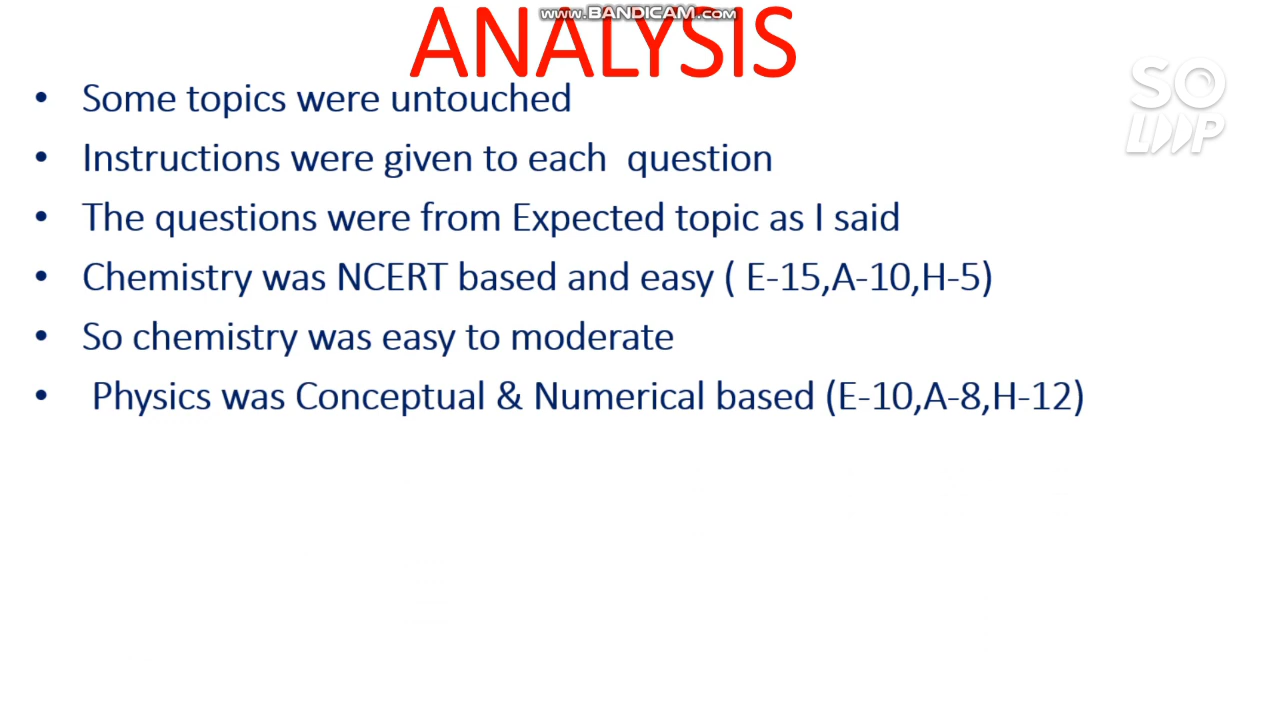 www.BANDICAM.com
ANALYSIS
SO
LOOP
• Some topics were untouched
• Instructions were given to each  question
• The questions were from Expected topic as I said
• Chemistry was NCERT based and easy ( E-15,A-10,H-5)
• So chemistry was easy to moderate
• Physics was Conceptual & Numerical based (E-10,A-8,H-12)